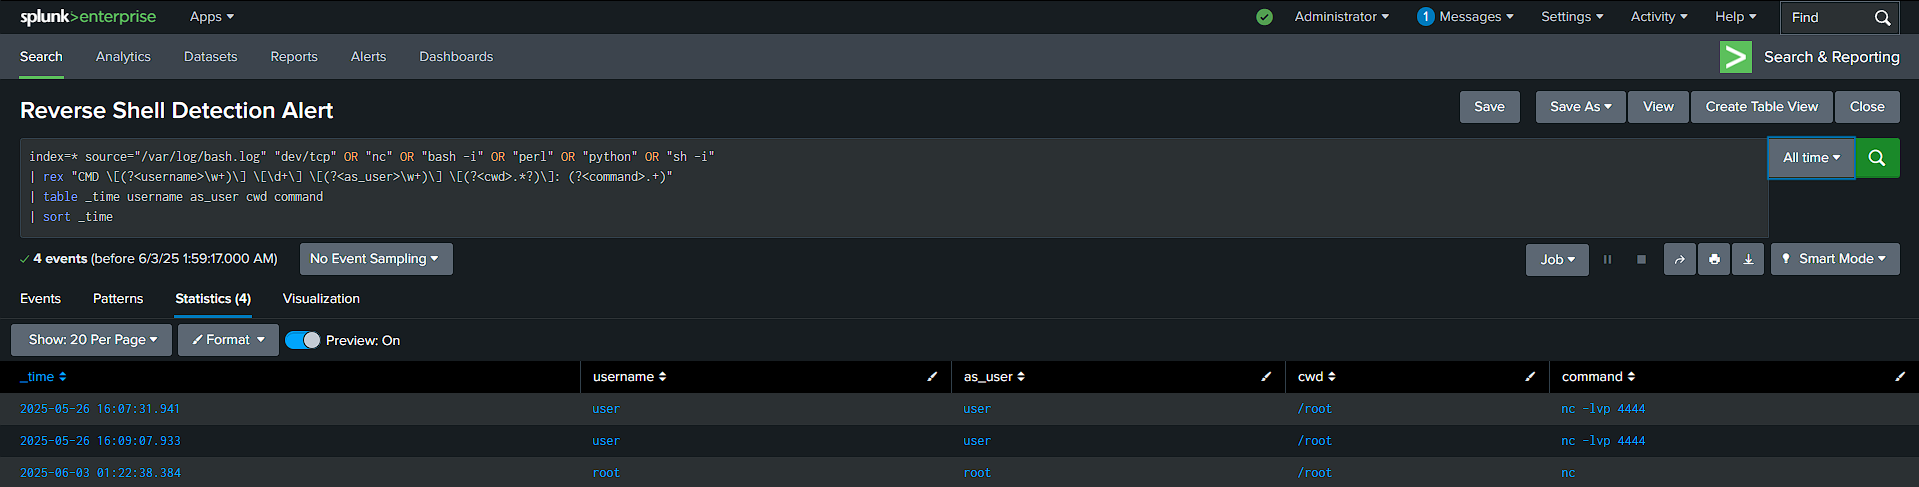 splunk>enterprise Apps Administrator 1 Messages Settings Activity Help Find
Search Analytics Datasets Reports Alerts Dashboards Search & Reporting
Reverse Shell Detection Alert Save Save As View Create Table View Close
index=* source="/var/log/bash.log" "dev/tcp" OR "nc" OR "bash -i" OR "perl" OR "python" OR "sh -i"
| rex "CMD \[(?<username>\w+)\] \[\d+\] \[(?<as_user>\w+)\] \[(?<cwd>.*?)\]: (?<command>.+)"
| table _time username as_user cwd command
| sort _time
All time
4 events (before 6/3/25 1:59:17.000 AM) No Event Sampling Job Smart Mode
Events Patterns Statistics (4) Visualization
Show: 20 Per Page Format Preview: On
_time username as_user cwd command
2025-05-26 16:07:31.941 user user /root nc -lvp 4444
2025-05-26 16:09:07.933 user user /root nc -lvp 4444
2025-06-03 01:22:38.384 root root /root nc